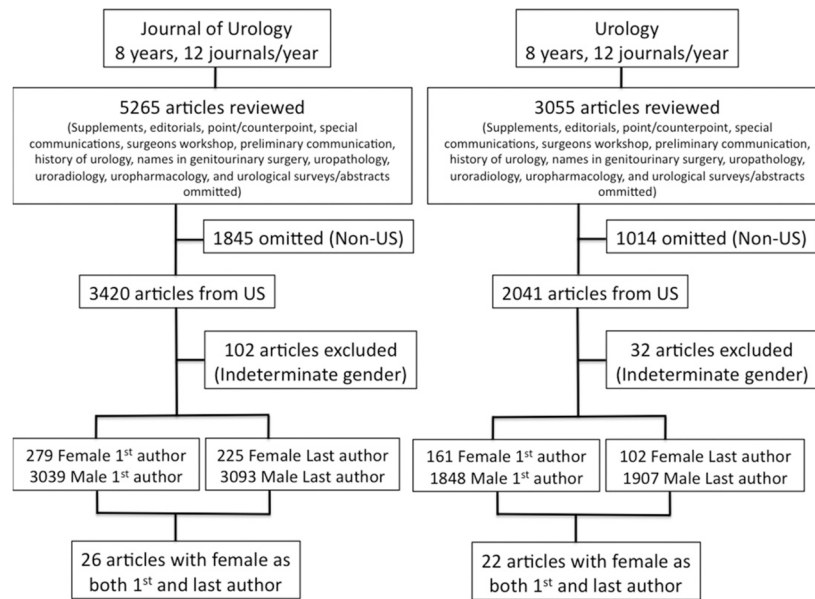 Journal of Urology
8 years, 12 journals/year
5265 articles reviewed
(Supplements, editorials, point/counterpoint, special
communications, surgeons workshop, preliminary communication,
history of urology, names in genitourinary surgery, uropathology,
uroradiology, uropharmacology, and urological surveys/abstracts
ommitted)
1845 omitted (Non-US)
3420 articles from US
102 articles excluded
(Indeterminate gender)
279 Female 1st author
3039 Male 1st author
225 Female Last author
3093 Male Last author
26 articles with female as
both 1st and last author
Urology
8 years, 12 journals/year
3055 articles reviewed
(Supplements, editorials, point/counterpoint, special
communications, surgeons workshop, preliminary communication,
history of urology, names in genitourinary surgery, uropathology,
uroradiology, uropharmacology, and urological surveys/abstracts
ommitted)
1014 omitted (Non-US)
2041 articles from US
32 articles excluded
(Indeterminate gender)
161 Female 1st author
1848 Male 1st author
102 Female Last author
1907 Male Last author
22 articles with female as
both 1st and last author